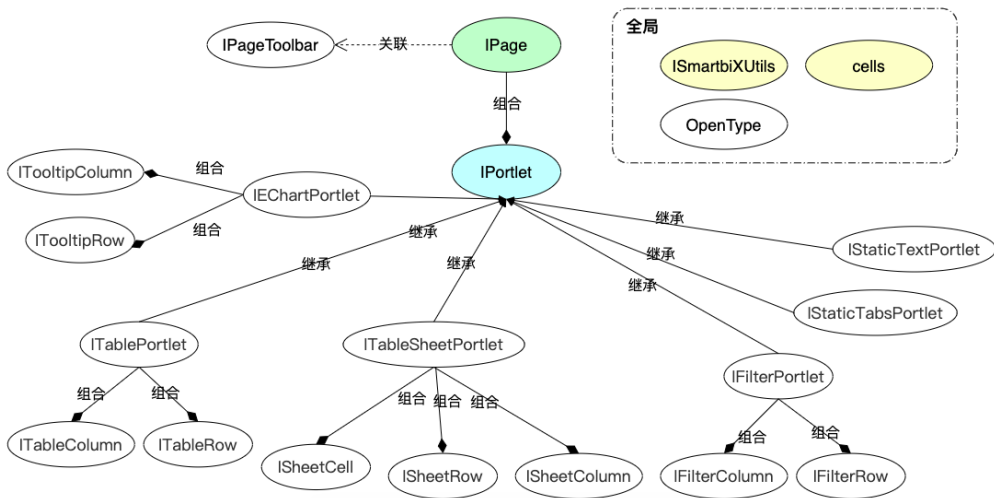 全局
IPageToolbar
关联
IPage
ISmartbiXUtils
cells
组合
OpenType
ITooltipColumn
组合
IPortlet
IEChartPortlet
ITooltipRow
组合
继承
继承
IStaticTextPortlet
继承
继承
继承
继承
IStaticTabsPortlet
ITablePortlet
ITableSheetPortlet
IFilterPortlet
组合
组合
组合
组合
组合
ITableColumn
ITableRow
组合
组合
ISheetCell
ISheetRow
ISheetColumn
IFilterColumn
IFilterRow